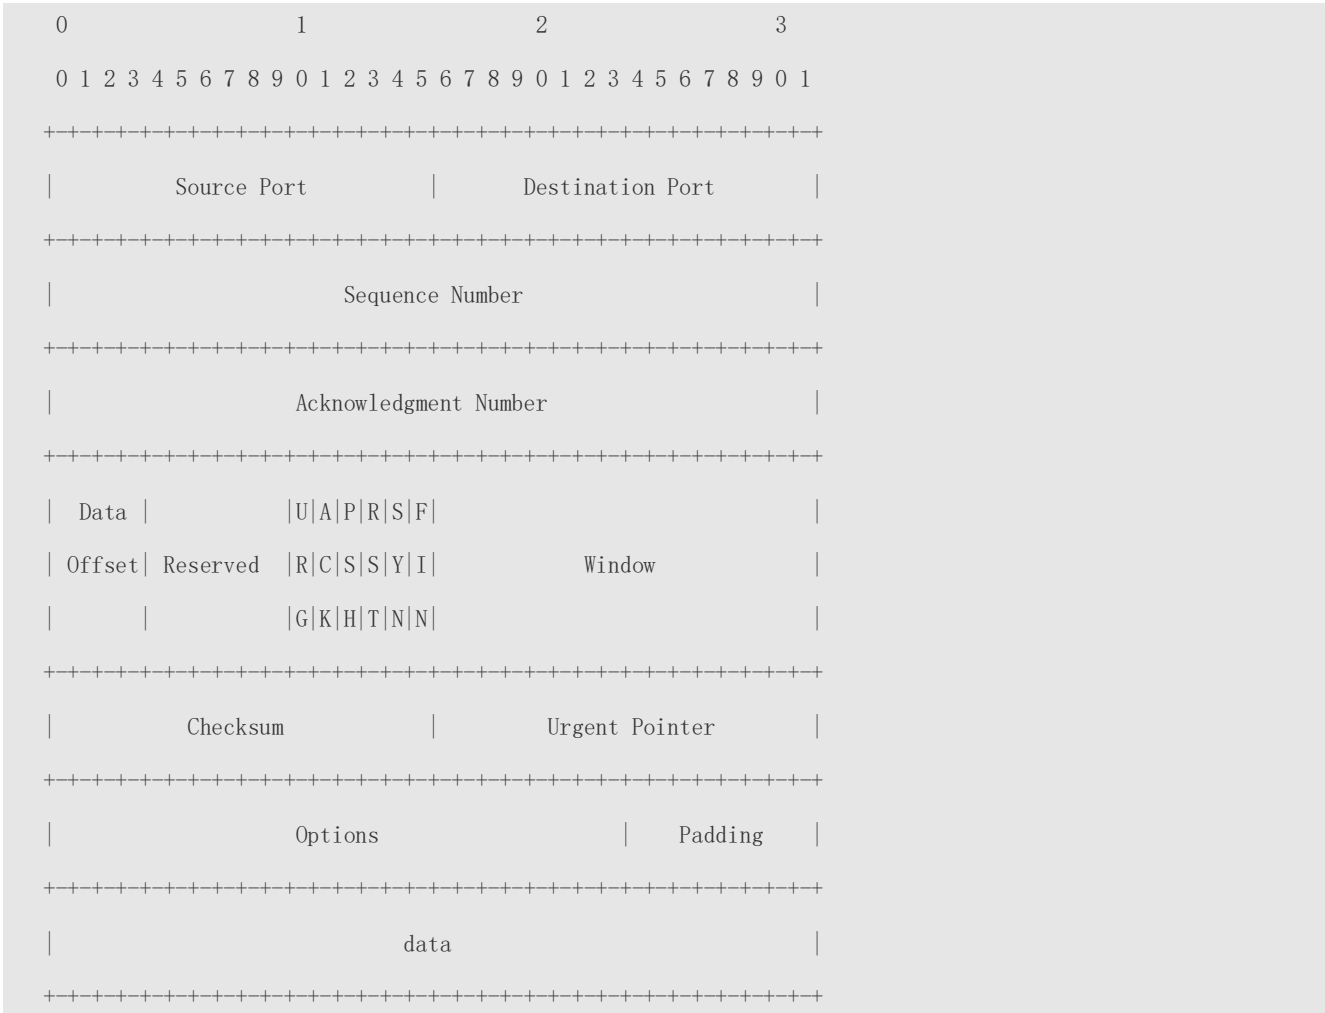 0                   1                   2                   3
 0 1 2 3 4 5 6 7 8 9 0 1 2 3 4 5 6 7 8 9 0 1 2 3 4 5 6 7 8 9 0 1
+-+-+-+-+-+-+-+-+-+-+-+-+-+-+-+-+-+-+-+-+-+-+-+-+-+-+-+-+-+-+-+-+
|          Source Port          |       Destination Port        |
+-+-+-+-+-+-+-+-+-+-+-+-+-+-+-+-+-+-+-+-+-+-+-+-+-+-+-+-+-+-+-+-+
|                        Sequence Number                        |
+-+-+-+-+-+-+-+-+-+-+-+-+-+-+-+-+-+-+-+-+-+-+-+-+-+-+-+-+-+-+-+-+
|                    Acknowledgment Number                      |
+-+-+-+-+-+-+-+-+-+-+-+-+-+-+-+-+-+-+-+-+-+-+-+-+-+-+-+-+-+-+-+-+
|  Data |           |U|A|P|R|S|F|                               |
| Offset| Reserved  |R|C|S|S|Y|I|            Window             |
|       |           |G|K|H|T|N|N|                               |
+-+-+-+-+-+-+-+-+-+-+-+-+-+-+-+-+-+-+-+-+-+-+-+-+-+-+-+-+-+-+-+-+
|           Checksum            |         Urgent Pointer        |
+-+-+-+-+-+-+-+-+-+-+-+-+-+-+-+-+-+-+-+-+-+-+-+-+-+-+-+-+-+-+-+-+
|                    Options                    |    Padding    |
+-+-+-+-+-+-+-+-+-+-+-+-+-+-+-+-+-+-+-+-+-+-+-+-+-+-+-+-+-+-+-+-+
|                             data                              |
+-+-+-+-+-+-+-+-+-+-+-+-+-+-+-+-+-+-+-+-+-+-+-+-+-+-+-+-+-+-+-+-+